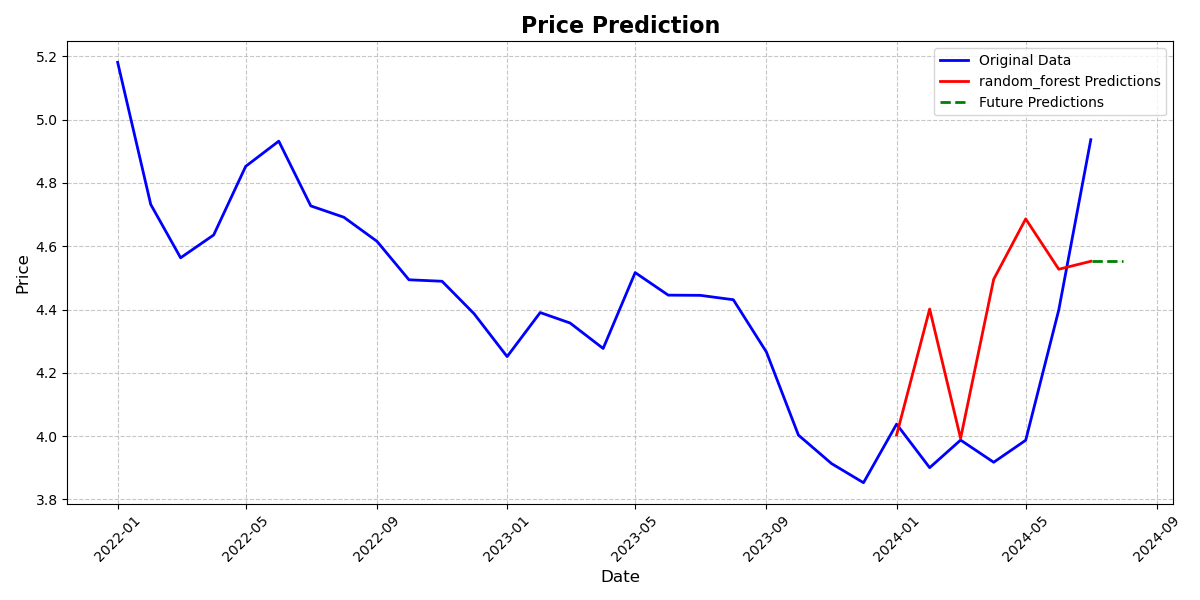 Price Prediction
Original Data
random_forest Predictions
Future Predictions
Price
5.2
5.0
4.8
4.6
4.4
4.2
4.0
3.8
2022-01
2022-05
2022-09
2023-01
2023-05
2023-09
2024-01
2024-05
2024-09
Date